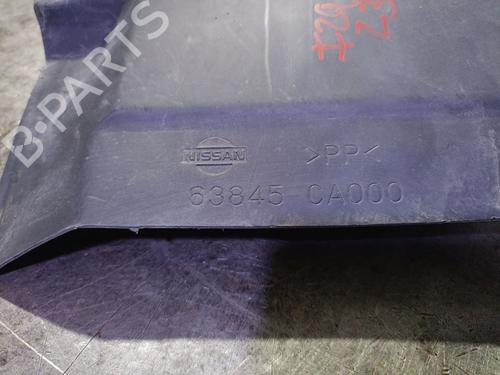 B-PARTS
NISSAN
>PP<
63845 CA000